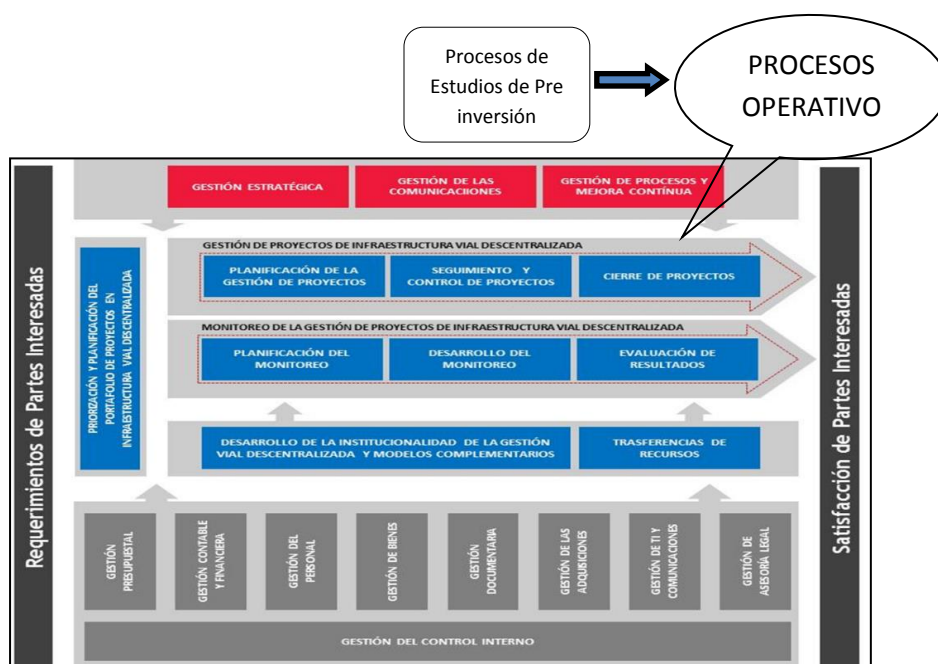 Procesos de
Estudios de Pre
inversión
PROCESOS
OPERATIVO
Requerimientos de Partes Interesadas
GESTIÓN ESTRATÉGICA
GESTIÓN DE LAS
COMUNICACIIONES
GESTIÓN DE PROCESOS Y
MEJORA CONTÍNUA
PRIORIZACIÓN Y PLANIFICACIÓN DEL
PORTAFOLIO DE PROYECTOS EN
INFRAESTRUCTURA VIAL DESCENTRALIZADA
GESTIÓN DE PROYECTOS DE INFRAESTRUCTURA VIAL DESCENTRALIZADA
PLANIFICACIÓN DE LA
GESTIÓN DE PROYECTOS
SEGUIMIENTO Y
CONTROL DE PROYECTOS
CIERRE DE PROYECTOS
MONITOREO DE LA GESTIÓN DE PROYECTOS DE INFRAESTRUCTURA VIAL DESCENTRALIZADA
PLANIFICACIÓN DEL
MONITOREO
DESARROLLO DEL
MONITOREO
EVALUACIÓN DE
RESULTADOS
DESARROLLO DE LA INSTITUCIONALIDAD DE LA GESTIÓN
VIAL DESCENTRALIZADA Y MODELOS COMPLEMENTARIOS
TRASFERENCIAS DE
RECURSOS
GESTIÓN
PRESUPUESTAL
GESTIÓN CONTABLE
Y FINANCIERA
GESTIÓN DEL
PERSONAL
GESTIÓN DE BIENES
GESTIÓN
DOCUMENTARIA
GESTIÓN DE LAS
ADQUISICIONES
GESTIÓN DE TI Y
COMUNICACIONES
GESTIÓN DE
ASESORÍA LEGAL
GESTIÓN DEL CONTROL INTERNO
Satisfacción de Partes Interesadas